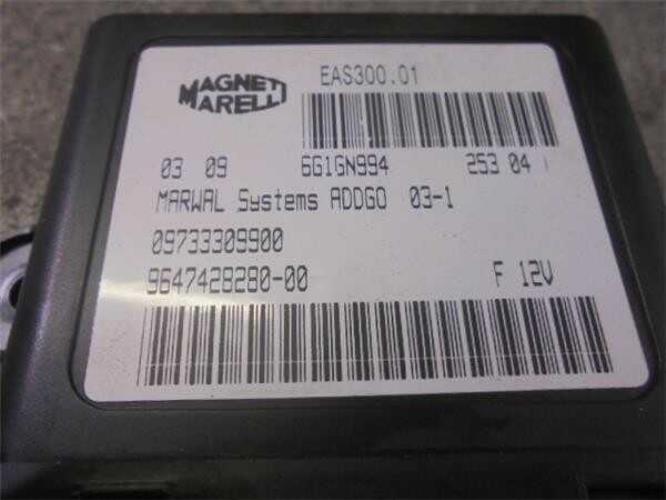 MAGNETI MARELLI
EAS300.01
03 09 6G1GN994 253 04
MARWAL Systems ADDGO 03-1
09733309900
9647428280-00 F 12V